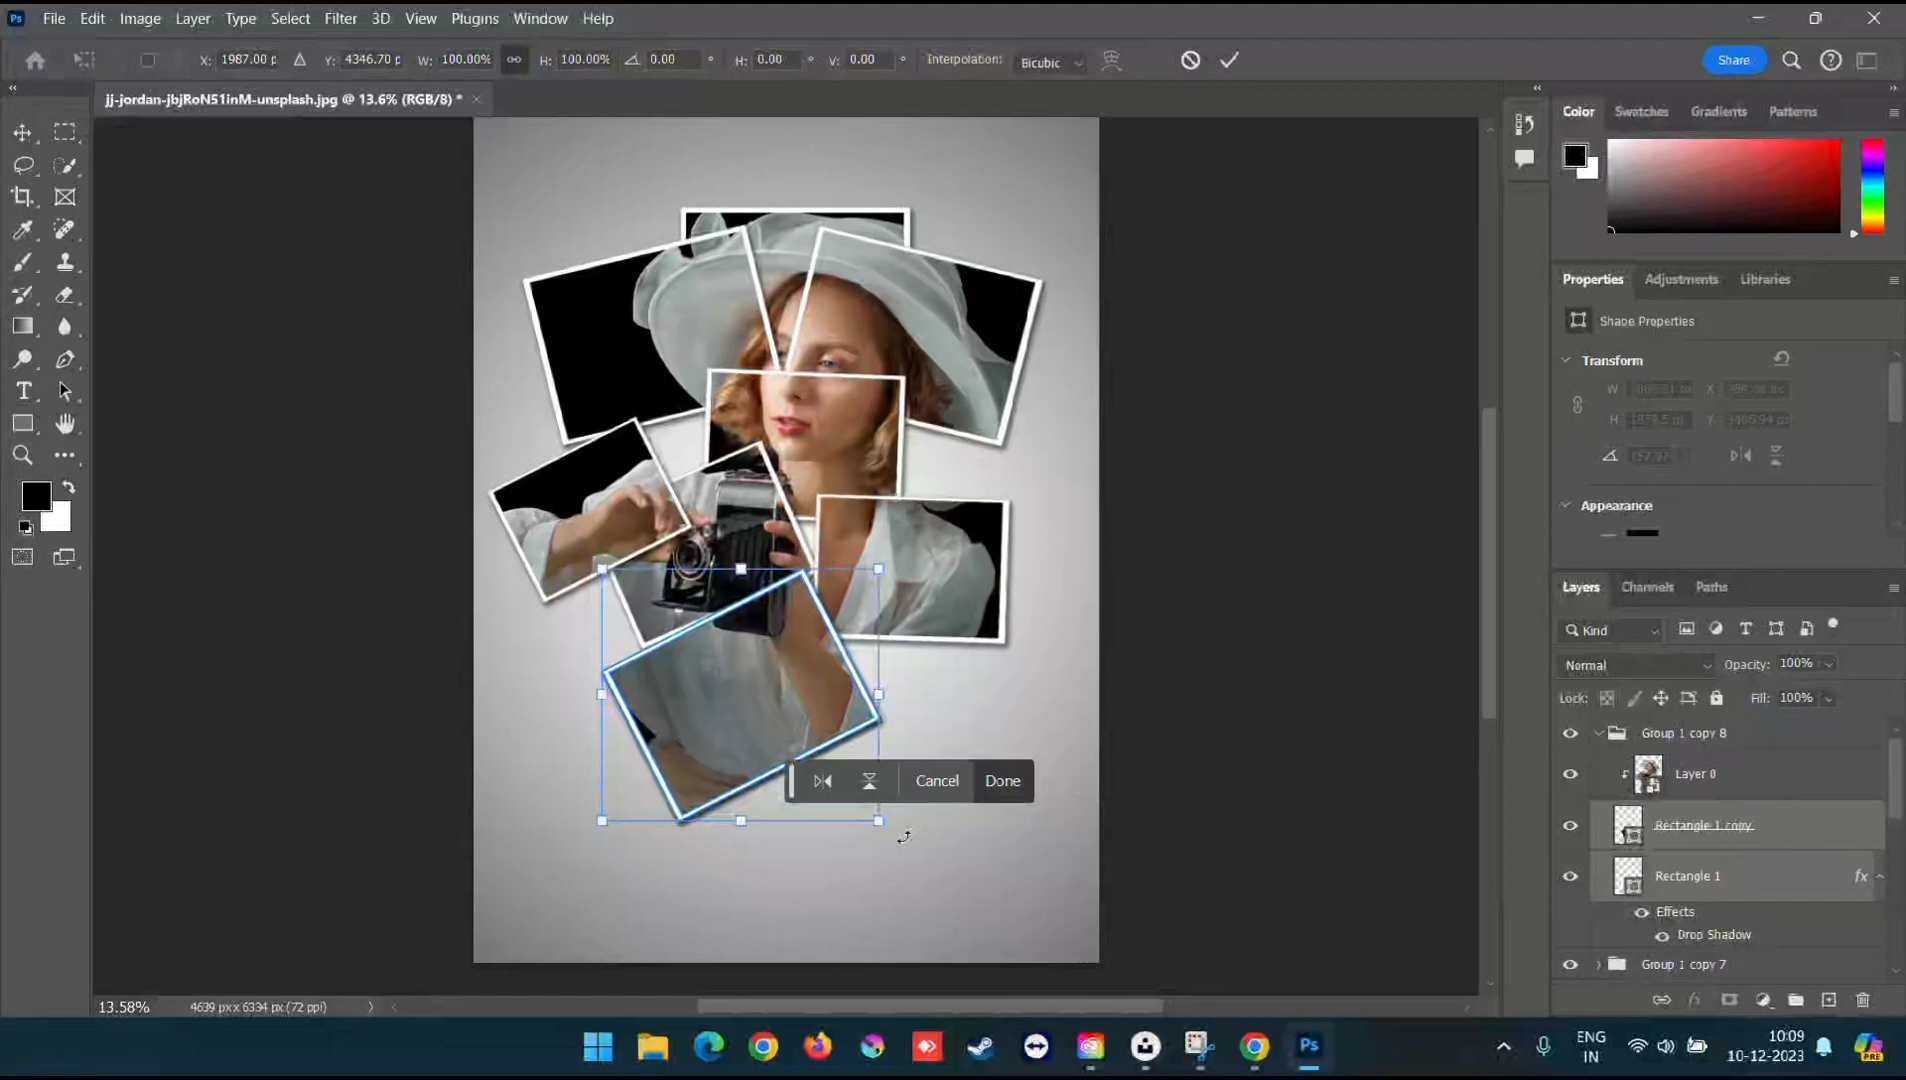 Ps File Edit Image Layer Type Select Filter 3D View Plugins Window Help
X: 1987.00 p Y: 4346.70 p W: 100.00% H: 100.00% 0.00 ° H: 0.00 ° V: 0.00 ° Interpolation: Bicubic Share
jj-jordan-jbjRoN51inM-unsplash.jpg @ 13.6% (RGB/8) *
Color Swatches Gradients Patterns
Properties Adjustments Libraries
Shape Properties
Transform
W X
H Y
Appearance
Layers Channels Paths
Kind
Normal Opacity: 100%
Lock: Fill: 100%
Group 1 copy 8
Layer 0
Rectangle 1 copy
Rectangle 1 fx
Effects
Drop Shadow
Group 1 copy 7
Cancel Done
13.58% 4639 px x 6334 px (72 ppi)
Ps
ENG
IN
10:09
10-12-2023
PRE